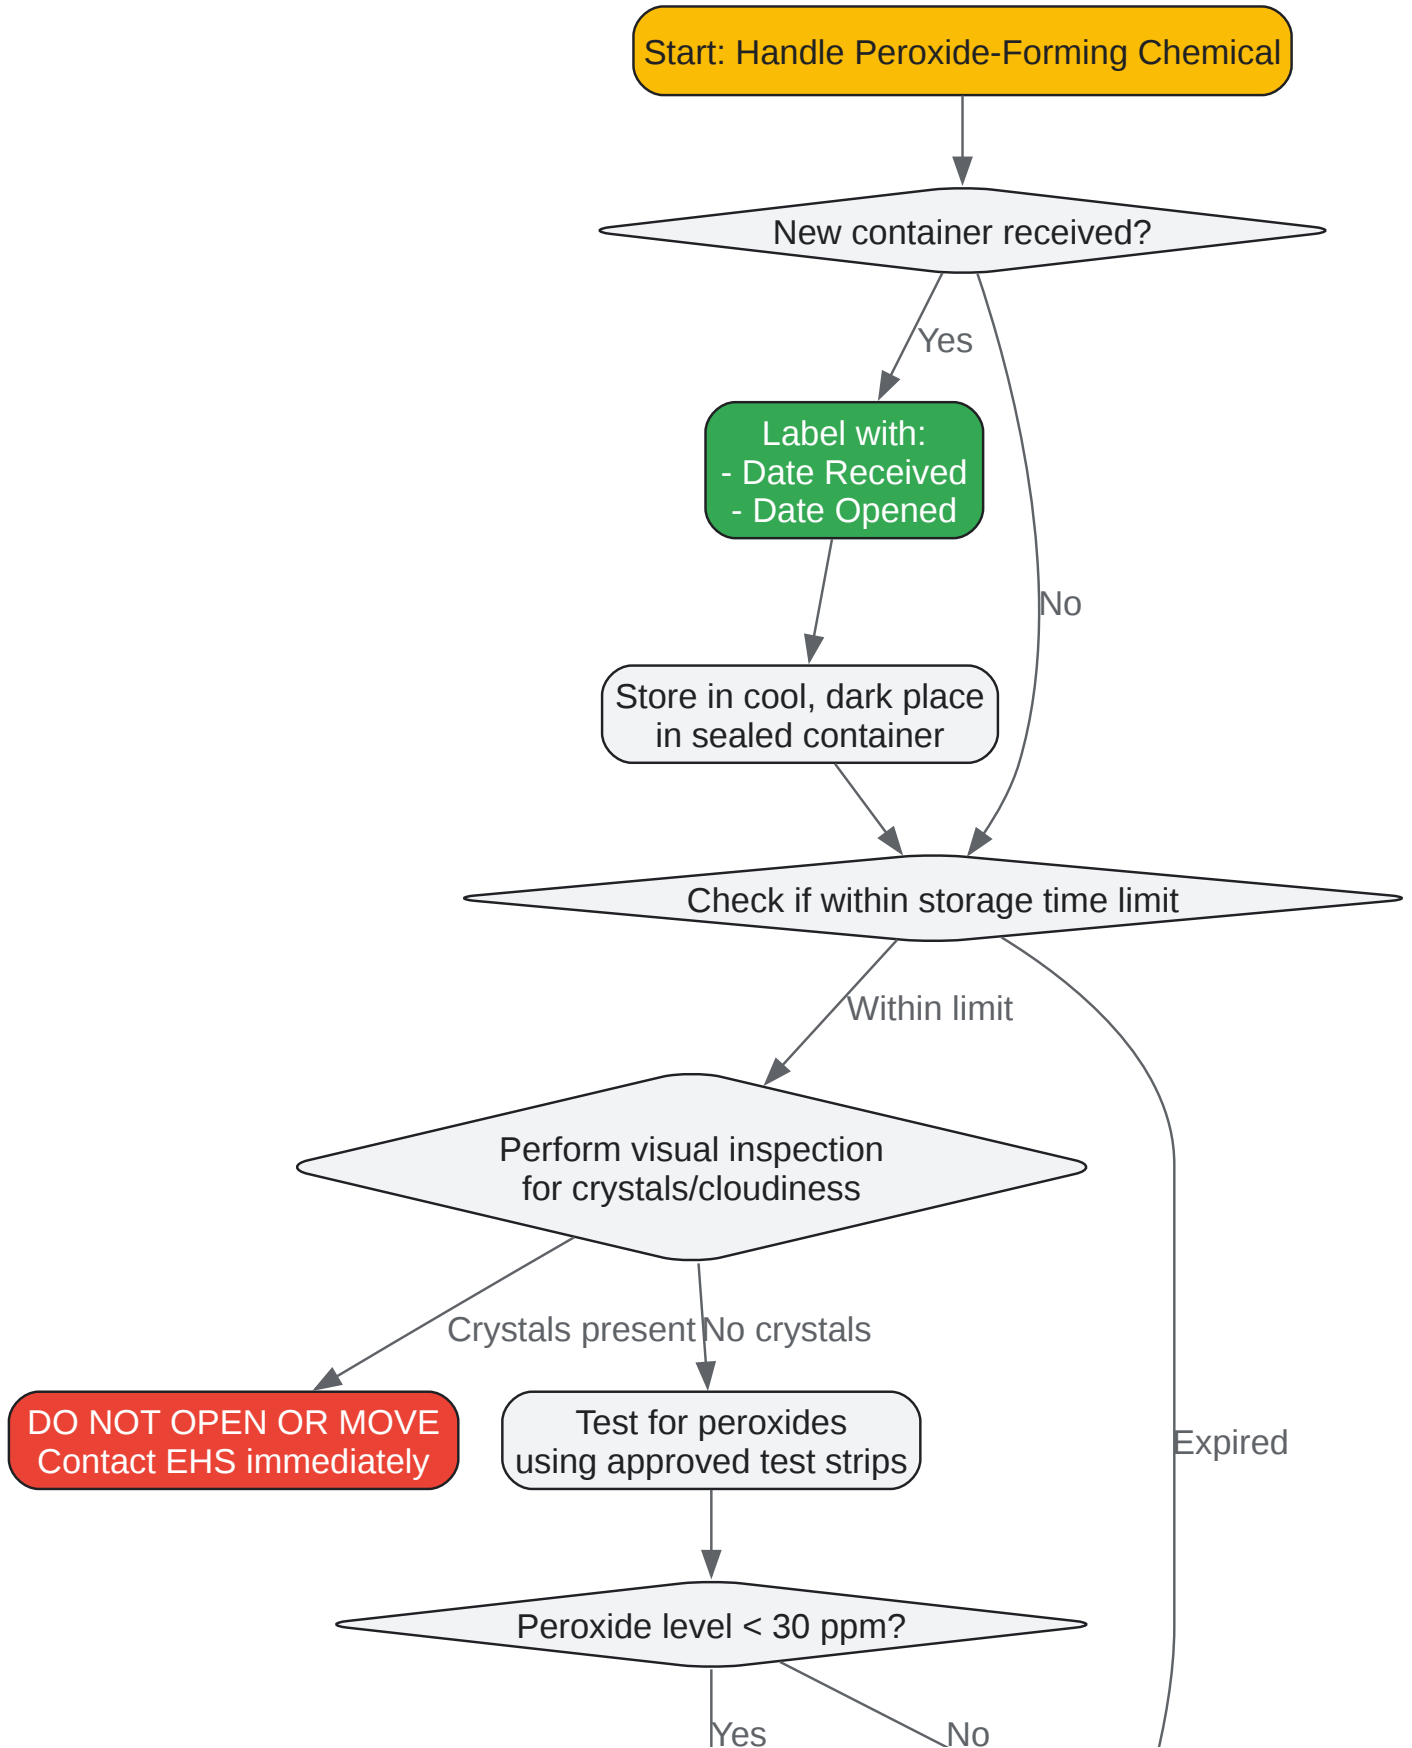 Start: Handle Peroxide-Forming Chemical
New container received?
Yes
Label with:
- Date Received
- Date Opened
No
Store in cool, dark place
in sealed container
Check if within storage time limit
Within limit
Perform visual inspection
for crystals/cloudiness
Crystals present
No crystals
DO NOT OPEN OR MOVE
Contact EHS immediately
Test for peroxides
using approved test strips
Expired
Peroxide level < 30 ppm?
Yes
No